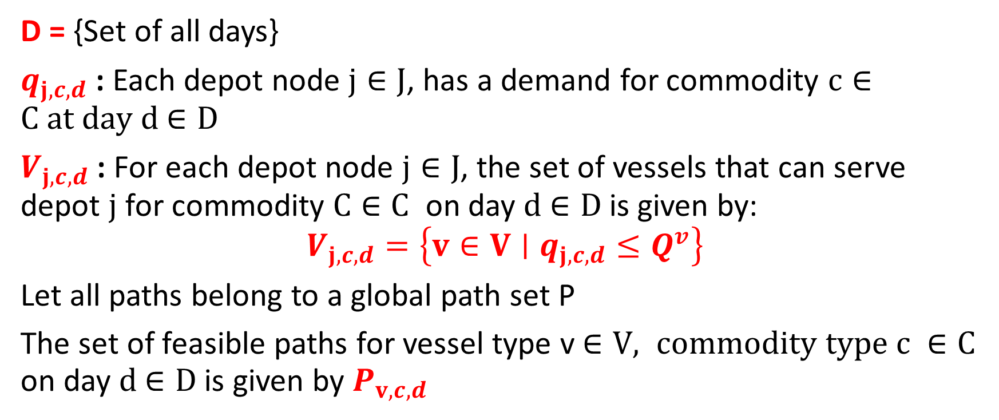 D = {Set of all days}
q_{j,c,d} : Each depot node j ∈ J, has a demand for commodity c ∈
C at day d ∈ D
V_{j,c,d} : For each depot node j ∈ J, the set of vessels that can serve
depot j for commodity C ∈ C on day d ∈ D is given by:
V_{j,c,d} = {v ∈ V | q_{j,c,d} ≤ Q^v}
Let all paths belong to a global path set P
The set of feasible paths for vessel type v ∈ V, commodity type c ∈ C
on day d ∈ D is given by P_{v,c,d}